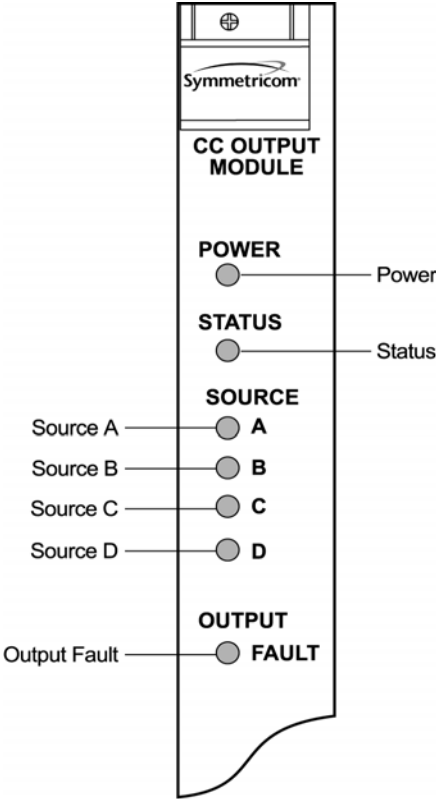 Symmetricom
CC OUTPUT
MODULE
POWER
Power
STATUS
Status
SOURCE
Source A
A
Source B
B
Source C
C
Source D
D
OUTPUT
Output Fault
FAULT